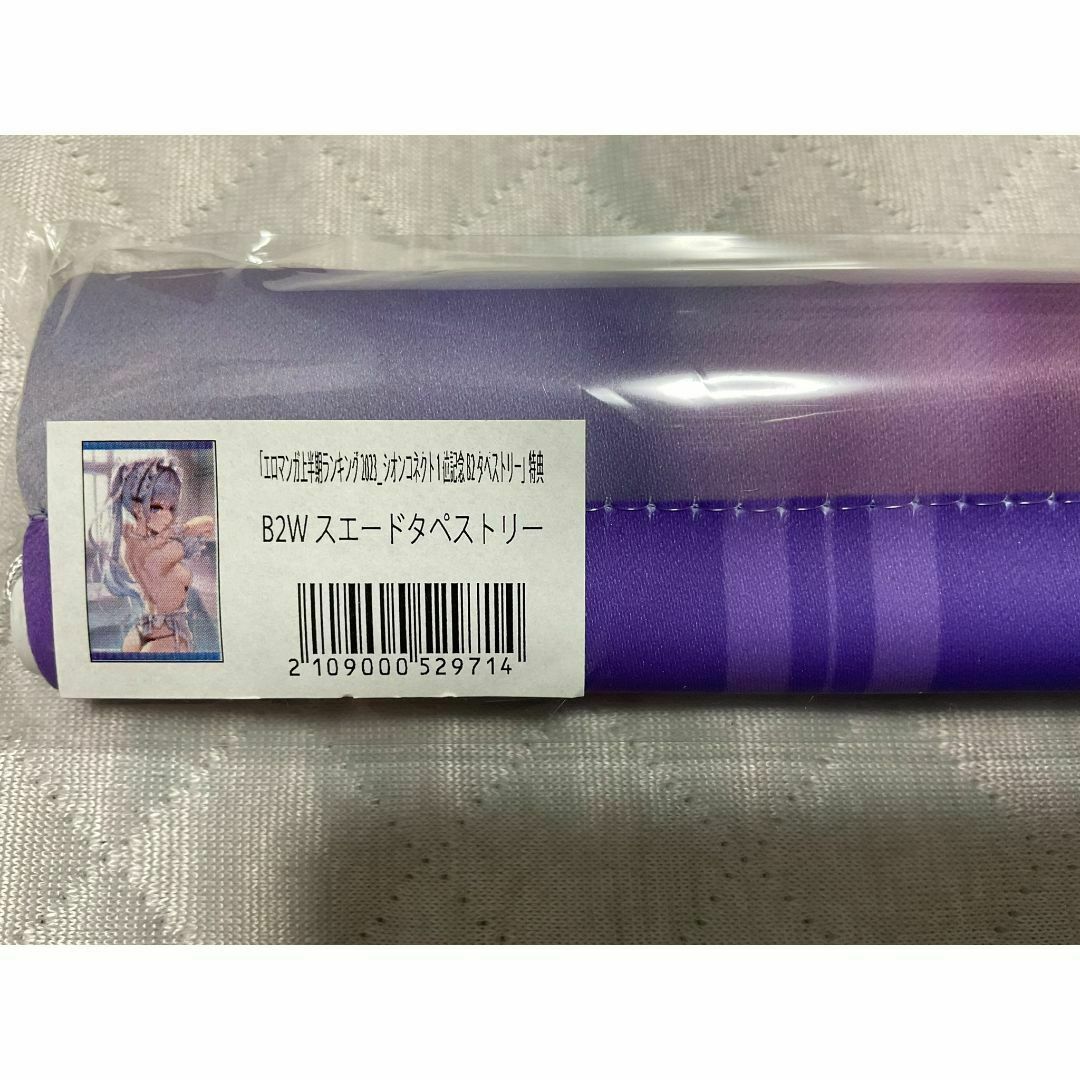 「エロマンガ上半期ランキング2023_シオンコネクト1位記念B2タペストリー」特典
B2W スエードタペストリー
2 109000 529714